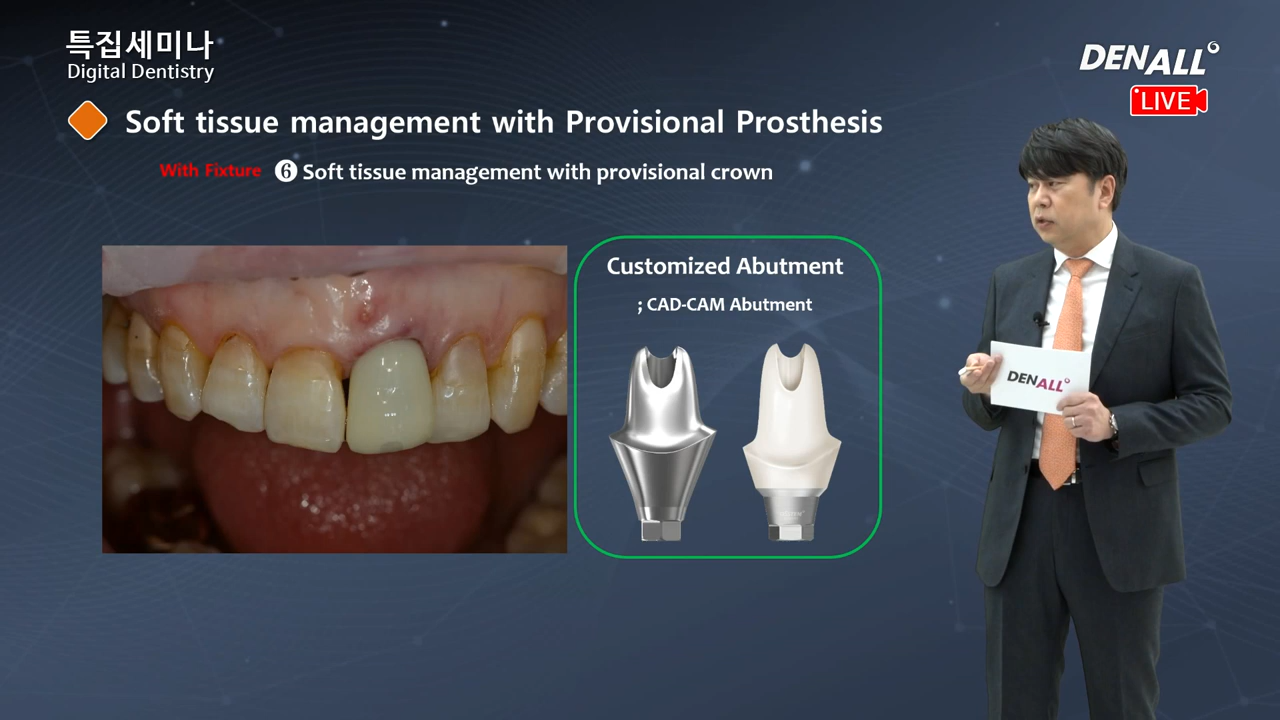 특집세미나
Digital Dentistry
DENALL
LIVE
Soft tissue management with Provisional Prosthesis
With Fixture 6 Soft tissue management with provisional crown
Customized Abutment
; CAD-CAM Abutment
DENALL